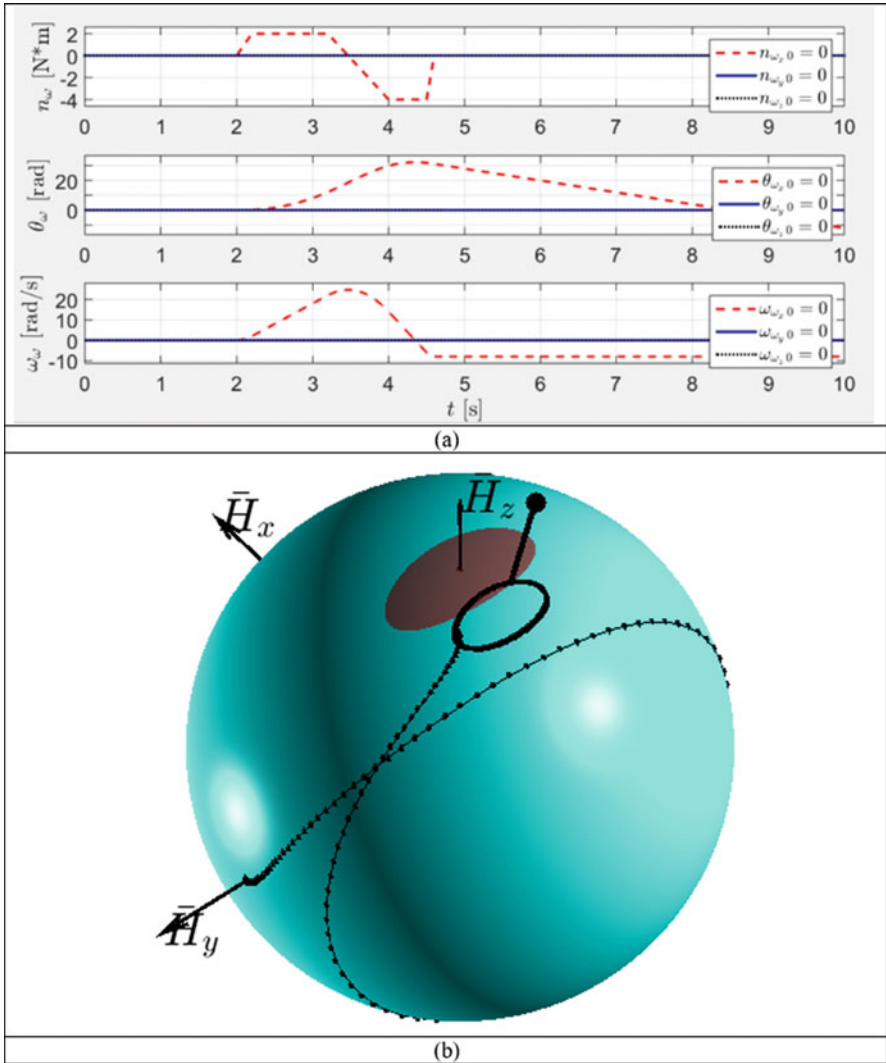 n_ω [N*m]
2
0
-2
-4
0 1 2 3 4 5 6 7 8 9 10
n_{ω_x 0} = 0
n_{ω_y 0} = 0
n_{ω_z 0} = 0
θ_ω [rad]
20
0
0 1 2 3 4 5 6 7 8 9 10
θ_{ω_x 0} = 0
θ_{ω_y 0} = 0
θ_{ω_z 0} = 0
ω_ω [rad/s]
20
10
0
-10
0 1 2 3 4 5 6 7 8 9 10
ω_{ω_x 0} = 0
ω_{ω_y 0} = 0
ω_{ω_z 0} = 0
t [s]
(a)
H̄_x
H̄_z
H̄_y
(b)